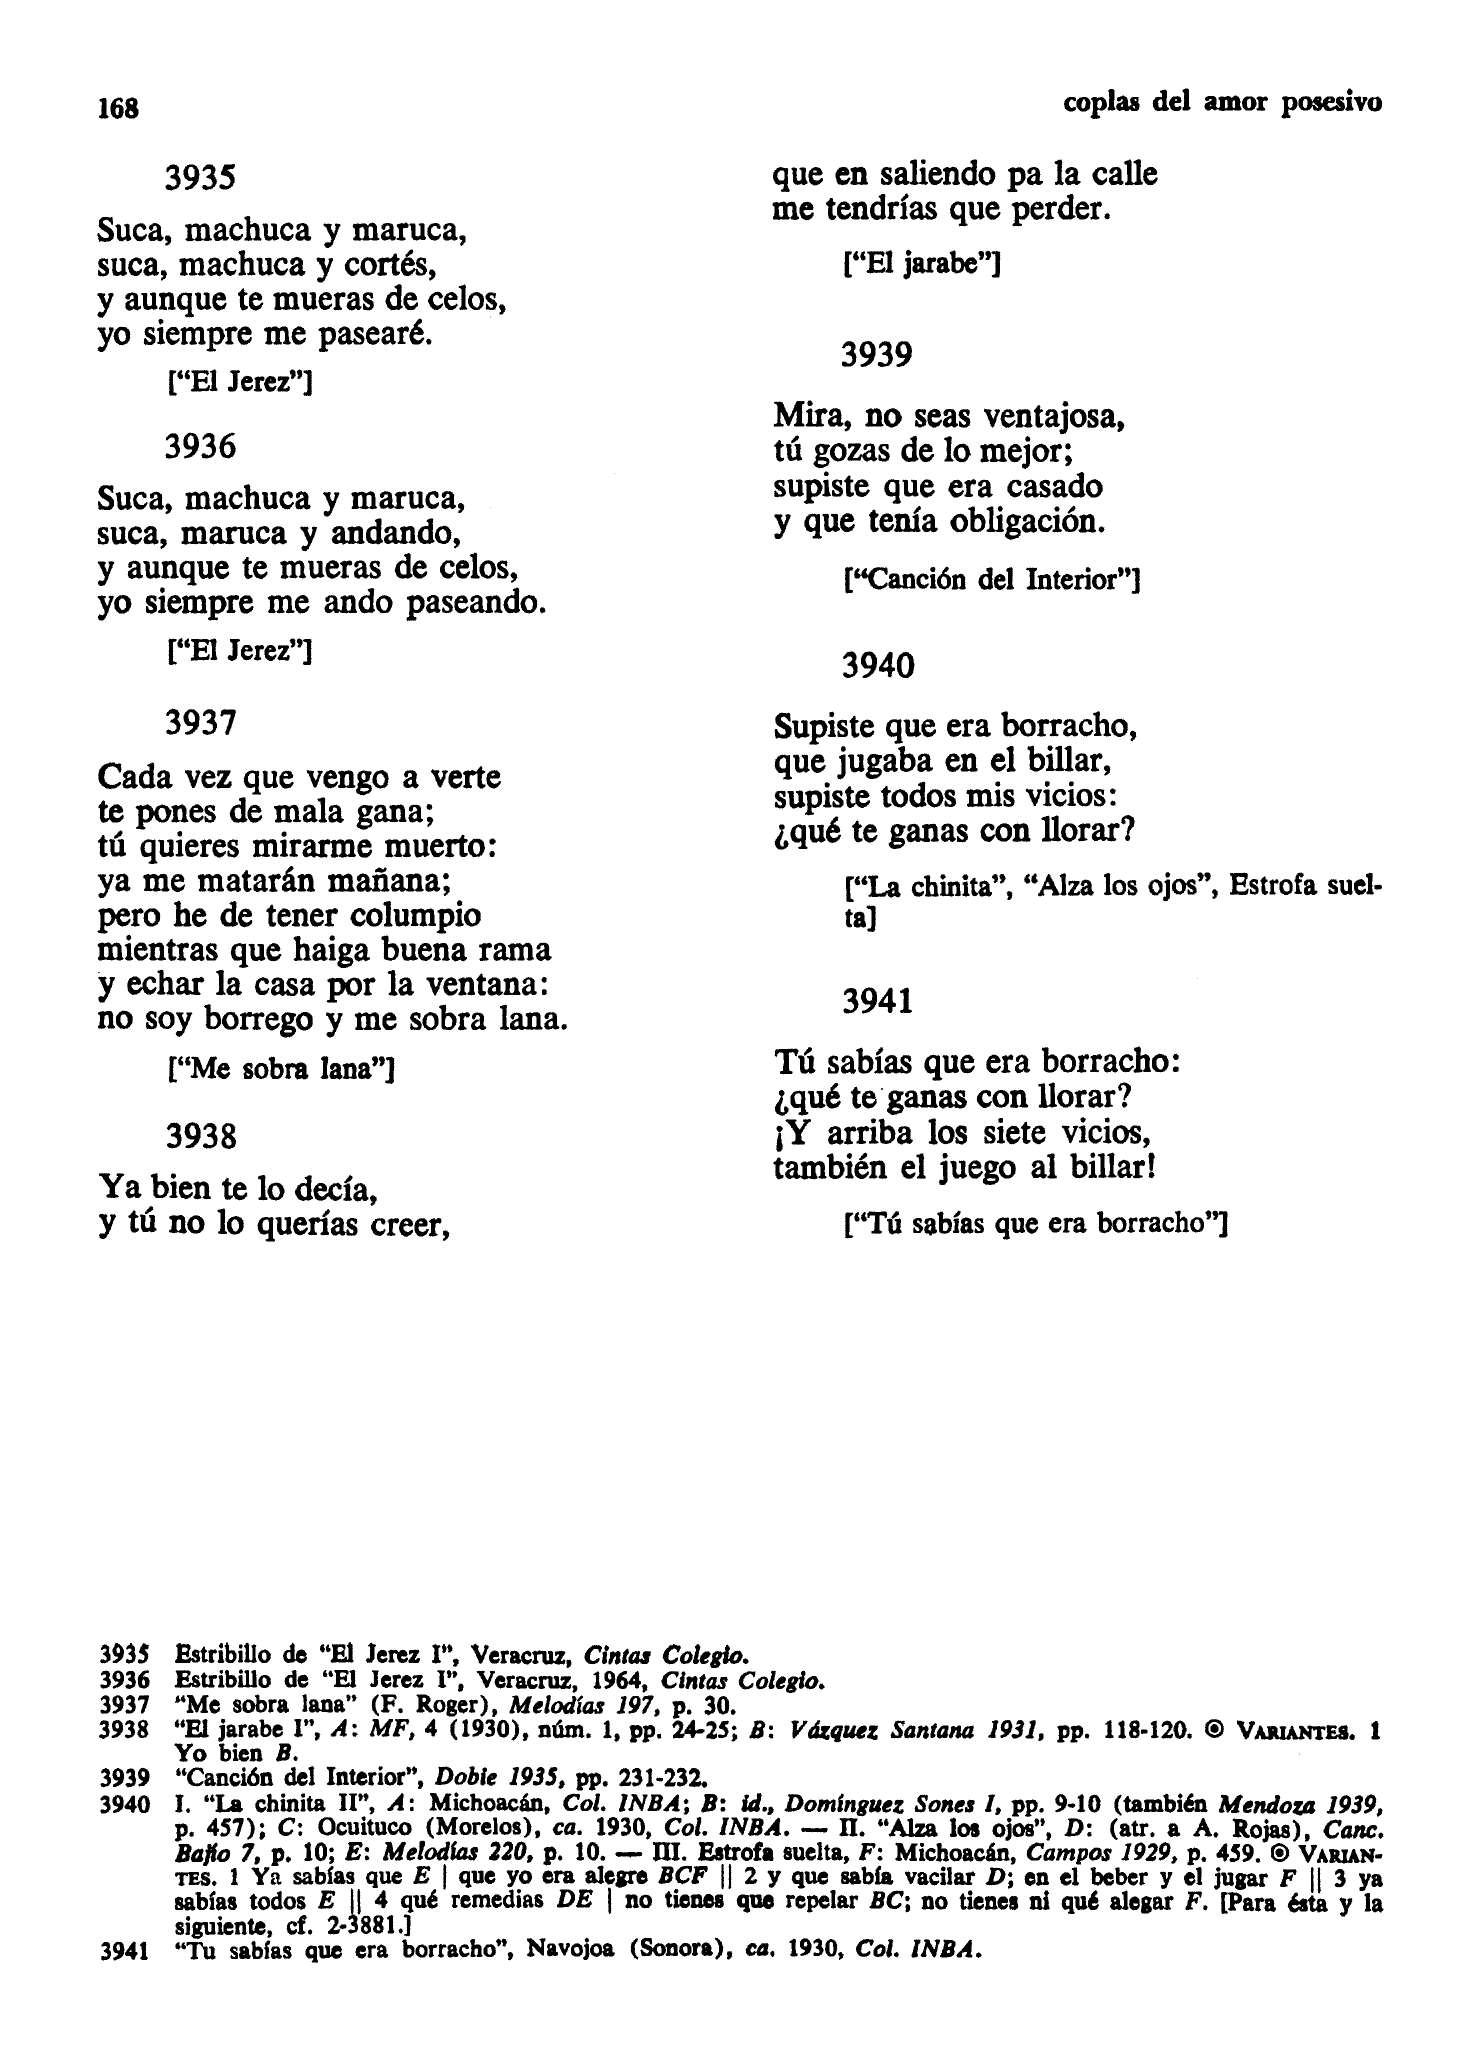 168
coplas del amor posesivo
3935
Suca, machuca y maruca,
suca, machuca y cortés,
y aunque te mueras de celos,
yo siempre me pasearé.
[“El Jerez”]
3936
Suca, machuca y maruca,
suca, maruca y andando,
y aunque te mueras de celos,
yo siempre me ando paseando.
[“El Jerez”]
3937
Cada vez que vengo a verte
te pones de mala gana;
tú quieres mirarme muerto:
ya me matarán mañana;
pero he de tener columpio
mientras que haiga buena rama
y echar la casa por la ventana:
no soy borrego y me sobra lana.
[“Me sobra lana”]
3938
Ya bien te lo decía,
y tú no lo querías creer,
que en saliendo pa la calle
me tendrías que perder.
[“El jarabe”]
3939
Mira, no seas ventajosa,
tú gozas de lo mejor;
supiste que era casado
y que tenía obligación.
[“Canción del Interior”]
3940
Supiste que era borracho,
que jugaba en el billar,
supiste todos mis vicios:
¿qué te ganas con llorar?
[“La chinita”, “Alza los ojos”, Estrofa suel-
ta]
3941
Tú sabías que era borracho:
¿qué te ganas con llorar?
¡Y arriba los siete vicios,
también el juego al billar!
[“Tú sabías que era borracho”]
3935 Estribillo de “El Jerez I”, Veracruz, Cintas Colegio.
3936 Estribillo de “El Jerez I”, Veracruz, 1964, Cintas Colegio.
3937 “Me sobra lana” (F. Roger), Melodías 197, p. 30.
3938 “El jarabe I”, A: MF, 4 (1930), núm. 1, pp. 24-25; B: Vázquez Santana 1931, pp. 118-120. ⊙ VARIANTES. 1
Yo bien B.
3939 “Canción del Interior”, Dobie 1935, pp. 231-232.
3940 I. “La chinita II”, A: Michoacán, Col. INBA; B: id., Domínguez Sones I, pp. 9-10 (también Mendoza 1939,
p. 457); C: Ocuituco (Morelos), ca. 1930, Col. INBA. — II. “Alza los ojos”, D: (atr. a A. Rojas), Canc.
Bajío 7, p. 10; E: Melodías 220, p. 10. — III. Estrofa suelta, F: Michoacán, Campos 1929, p. 459. ⊙ VARIAN-
TES. 1 Ya sabías que E | que yo era alegre BCF || 2 y que sabía vacilar D; en el beber y el jugar F || 3 ya
sabías todos E || 4 qué remedias DE | no tienes que repelar BC; no tienes ni qué alegar F. [Para ésta y la
siguiente, cf. 2-3881.]
3941 “Tu sabías que era borracho”, Navojoa (Sonora), ca. 1930, Col. INBA.